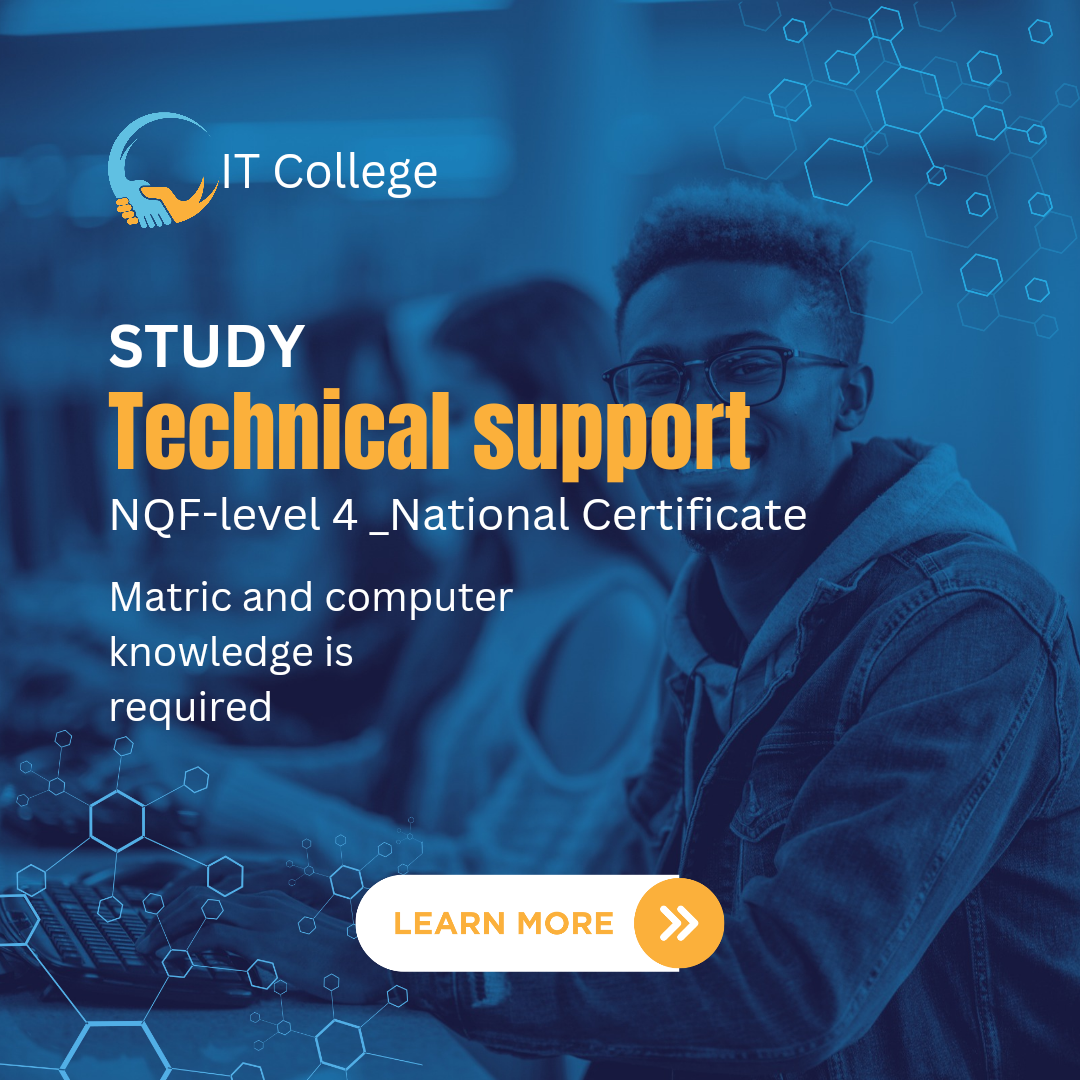 IT College
STUDY
Technical support
NQF-level 4 _National Certificate
Matric and computer
knowledge is
required
LEARN MORE